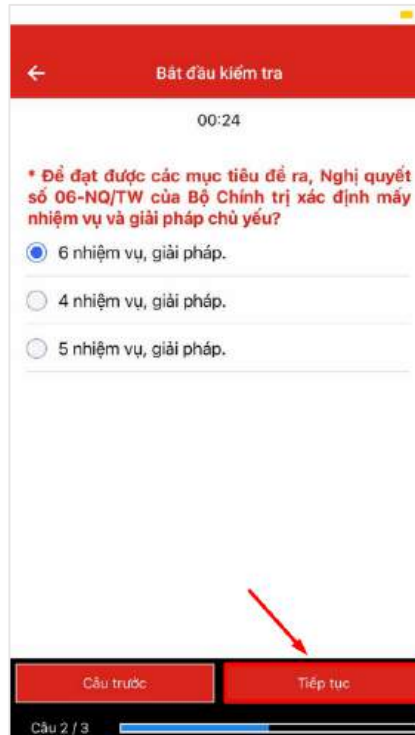 Bắt đầu kiểm tra
00:24
* Để đạt được các mục tiêu đề ra, Nghị quyết
số 06-NQ/TW của Bộ Chính trị xác định mấy
nhiệm vụ và giải pháp chủ yếu?
6 nhiệm vụ, giải pháp.
4 nhiệm vụ, giải pháp.
5 nhiệm vụ, giải pháp.
Câu trước
Tiếp tục
Câu 2 / 3